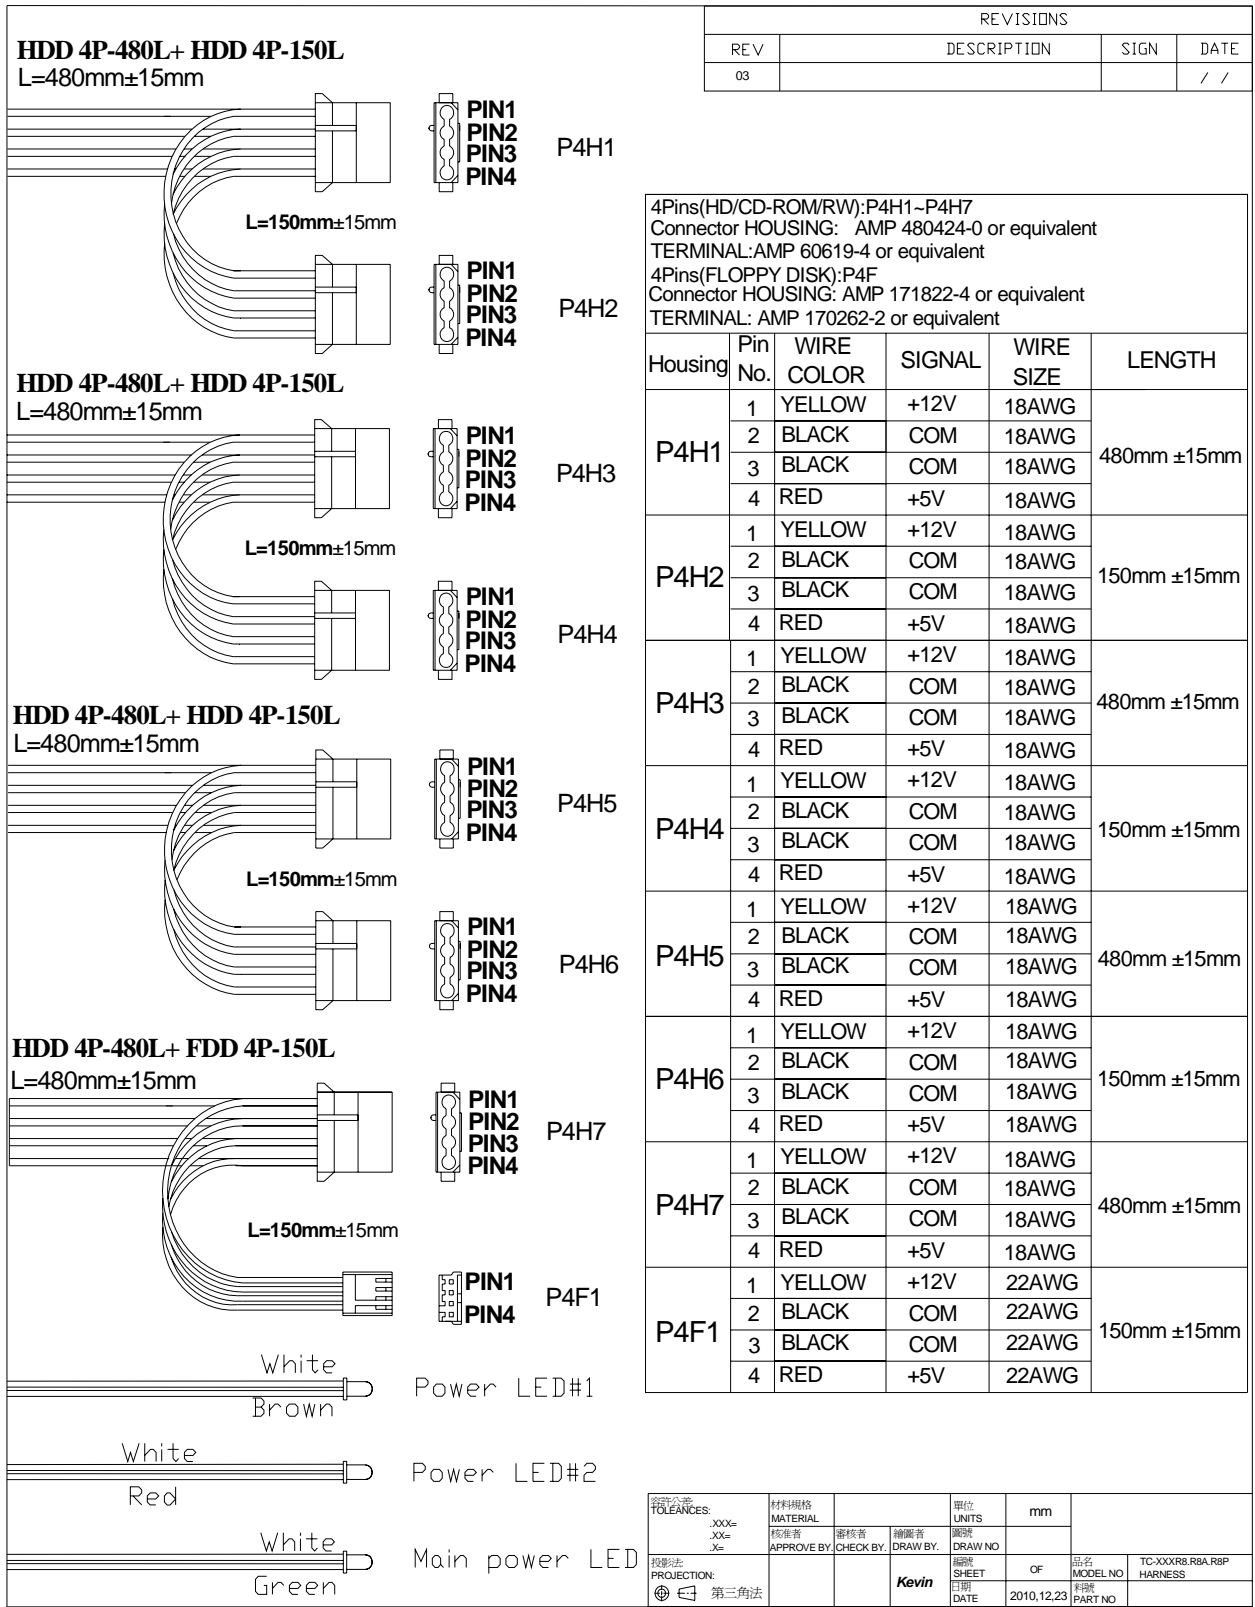 REVISIONS
REV DESCRIPTION SIGN DATE
03 / /
HDD 4P-480L+ HDD 4P-150L
L=480mm±15mm
PIN1
PIN2
PIN3
PIN4
P4H1
L=150mm±15mm
PIN1
PIN2
PIN3
PIN4
P4H2
HDD 4P-480L+ HDD 4P-150L
L=480mm±15mm
PIN1
PIN2
PIN3
PIN4
P4H3
L=150mm±15mm
PIN1
PIN2
PIN3
PIN4
P4H4
HDD 4P-480L+ HDD 4P-150L
L=480mm±15mm
PIN1
PIN2
PIN3
PIN4
P4H5
L=150mm±15mm
PIN1
PIN2
PIN3
PIN4
P4H6
HDD 4P-480L+ FDD 4P-150L
L=480mm±15mm
PIN1
PIN2
PIN3
PIN4
P4H7
L=150mm±15mm
PIN1
PIN4
P4F1
White
Brown
Power LED#1
White
Red
Power LED#2
White
Green
Main power LED
4Pins(HD/CD-ROM/RW):P4H1~P4H7
Connector HOUSING: AMP 480424-0 or equivalent
TERMINAL:AMP 60619-4 or equivalent
4Pins(FLOPPY DISK):P4F
Connector HOUSING: AMP 171822-4 or equivalent
TERMINAL: AMP 170262-2 or equivalent
Housing Pin No. WIRE COLOR SIGNAL WIRE SIZE LENGTH
P4H1 480mm ±15mm
1 YELLOW +12V 18AWG
2 BLACK COM 18AWG
3 BLACK COM 18AWG
4 RED +5V 18AWG
P4H2 150mm ±15mm
1 YELLOW +12V 18AWG
2 BLACK COM 18AWG
3 BLACK COM 18AWG
4 RED +5V 18AWG
P4H3 480mm ±15mm
1 YELLOW +12V 18AWG
2 BLACK COM 18AWG
3 BLACK COM 18AWG
4 RED +5V 18AWG
P4H4 150mm ±15mm
1 YELLOW +12V 18AWG
2 BLACK COM 18AWG
3 BLACK COM 18AWG
4 RED +5V 18AWG
P4H5 480mm ±15mm
1 YELLOW +12V 18AWG
2 BLACK COM 18AWG
3 BLACK COM 18AWG
4 RED +5V 18AWG
P4H6 150mm ±15mm
1 YELLOW +12V 18AWG
2 BLACK COM 18AWG
3 BLACK COM 18AWG
4 RED +5V 18AWG
P4H7 480mm ±15mm
1 YELLOW +12V 18AWG
2 BLACK COM 18AWG
3 BLACK COM 18AWG
4 RED +5V 18AWG
P4F1 150mm ±15mm
1 YELLOW +12V 22AWG
2 BLACK COM 22AWG
3 BLACK COM 22AWG
4 RED +5V 22AWG
容許公差:
TOLEANCES:
.XXX=
.XX=
.X=
材料規格
MATERIAL
單位
UNITS
mm
核准者
APPROVE BY.
審核者
CHECK BY.
繪圖者
DRAW BY.
圖號
DRAW NO
投影法:
PROJECTION:
第三角法
Kevin
編號
SHEET
OF
日期
DATE
2010,12,23
品名
MODEL NO
TC-XXXR8.R8A.R8P
HARNESS
料號
PART NO